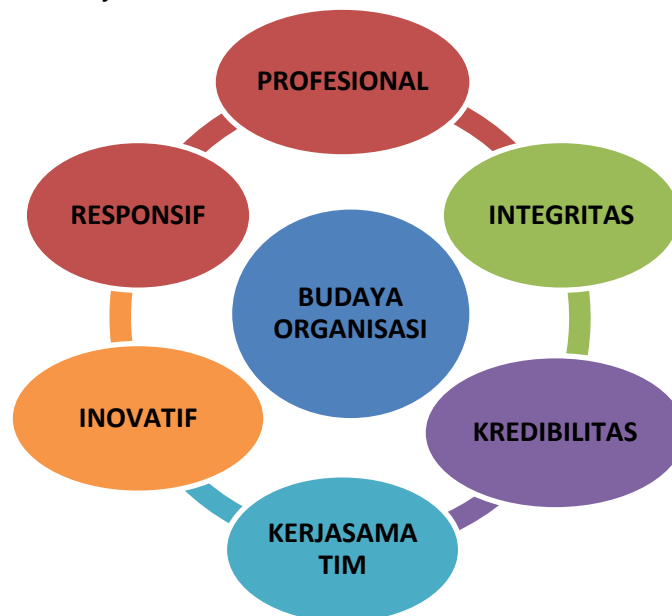 PROFESIONAL
INTEGRITAS
KREDIBILITAS
KERJASAMA
TIM
INOVATIF
RESPONSIF
BUDAYA
ORGANISASI